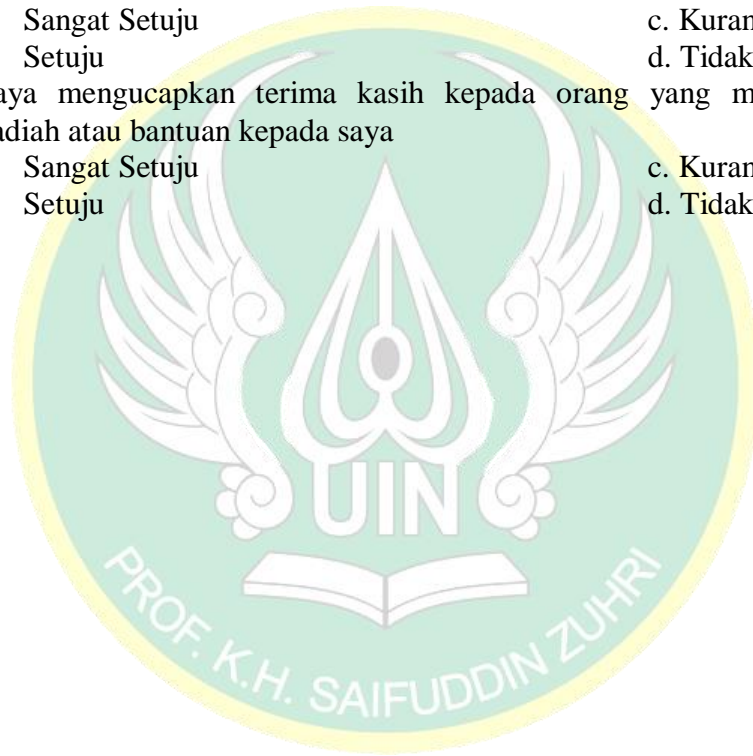 Sangat Setuju c. Kuran
Setuju d. Tidak
aya mengucapkan terima kasih kepada orang yang m
adiah atau bantuan kepada saya
Sangat Setuju c. Kuran
Setuju d. Tidak
UIN
PROF. K.H. SAIFUDDIN ZUHRI